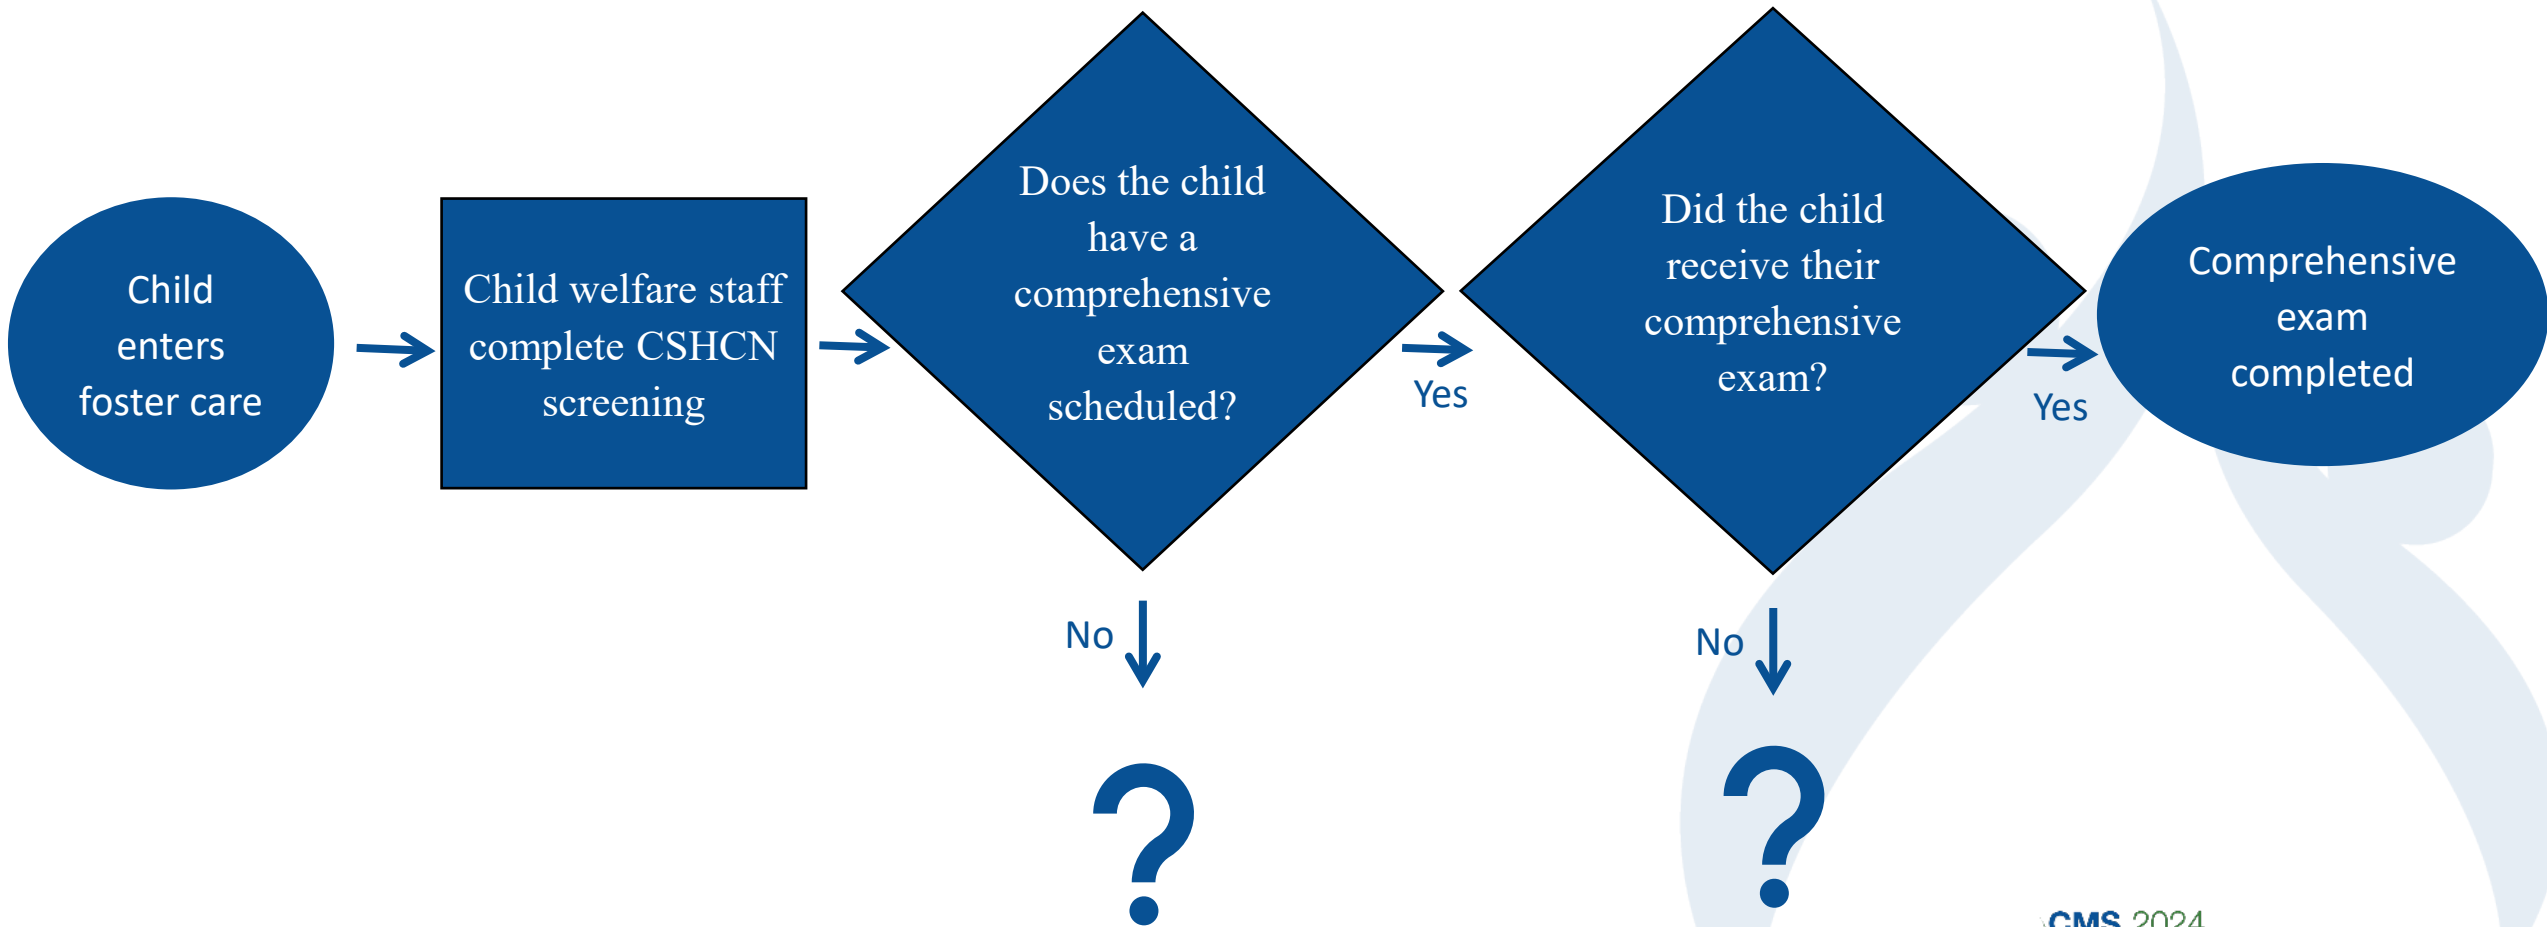 Child
enters
foster care
Child welfare staff
complete CSHCN
screening
Does the child
have a
comprehensive
exam
scheduled?
Yes
No
?
Did the child
receive their
comprehensive
exam?
Yes
No
?
Comprehensive
exam
completed
CMS 2024